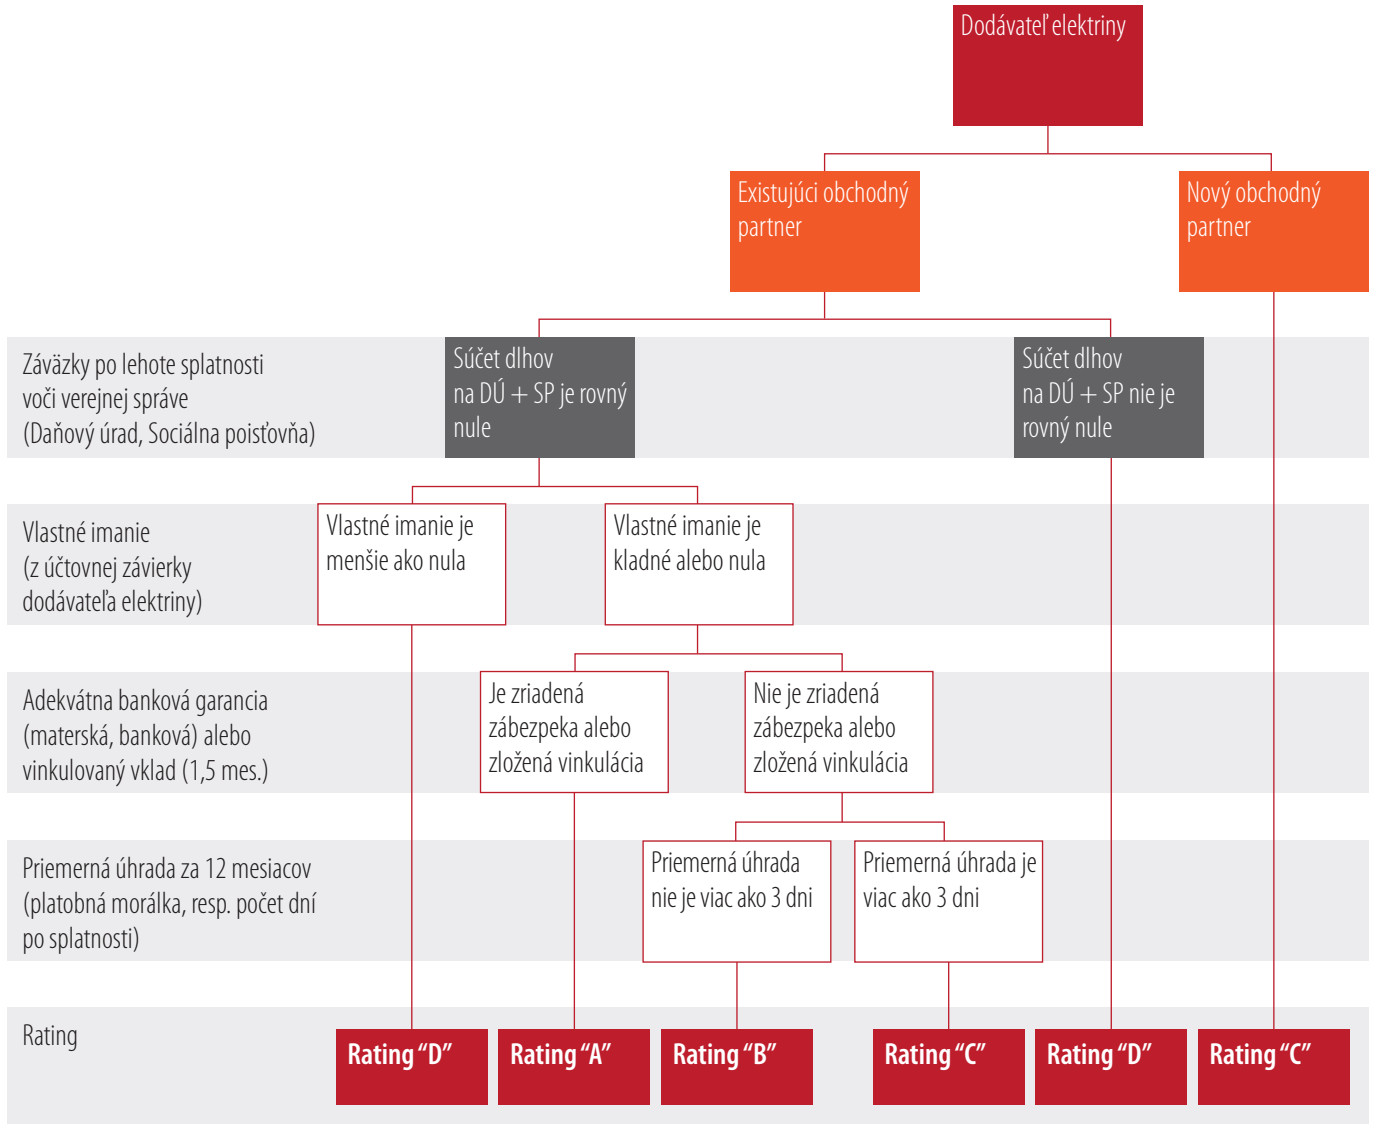 Dodávateľ elektriny
Existujúci obchodný
partner
Nový obchodný
partner
Záväzky po lehote splatnosti
voči verejnej správe
(Daňový úrad, Sociálna poisťovňa)
Súčet dlhov
na DÚ + SP je rovný
nule
Súčet dlhov
na DÚ + SP nie je
rovný nule
Vlastné imanie
(z účtovnej závierky
dodávateľa elektriny)
Vlastné imanie je
menšie ako nula
Vlastné imanie je
kladné alebo nula
Adekvátna banková garancia
(materská, banková) alebo
vinkulovaný vklad (1,5 mes.)
Je zriadená
zábezpeka alebo
zložená vinkulácia
Nie je zriadená
zábezpeka alebo
zložená vinkulácia
Priemerná úhrada za 12 mesiacov
(platobná morálka, resp. počet dní
po splatnosti)
Priemerná úhrada
nie je viac ako 3 dni
Priemerná úhrada je
viac ako 3 dni
Rating
Rating “D”
Rating “A”
Rating “B”
Rating “C”
Rating “D”
Rating “C”